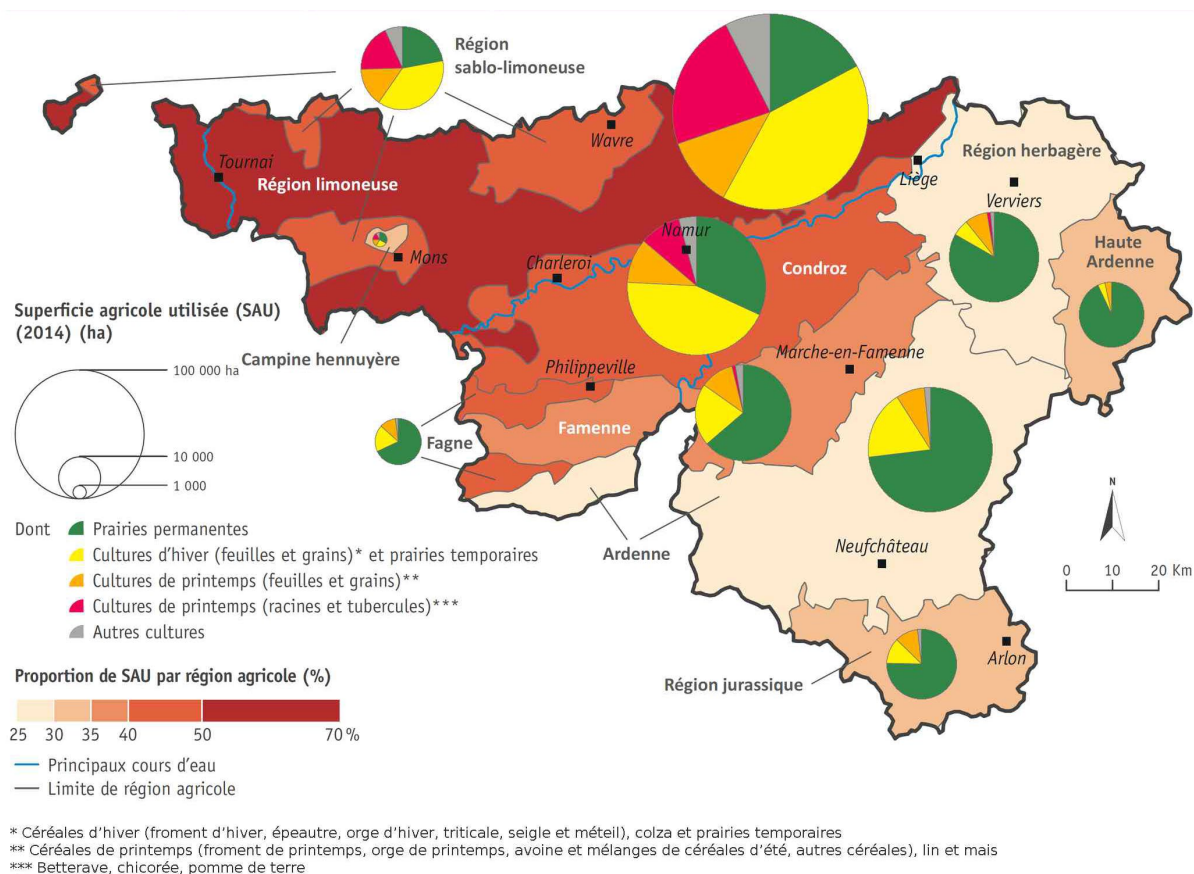 Région
sablo-limoneuse
Wavre
Tournai
Région limoneuse
Liège
Région herbagère
Verviers
Mons
Namur
Charleroi
Condroz
Haute
Ardenne
Superficie agricole utilisée (SAU)
(2014) (ha)
100 000 ha
10 000
1 000
Campine hennuyère
Philippeville
Marche-en-Famenne
Fagne
Famenne
Ardenne
Neufchâteau
N
0 10 20 Km
Dont
Prairies permanentes
Cultures d'hiver (feuilles et grains)* et prairies temporaires
Cultures de printemps (feuilles et grains)**
Cultures de printemps (racines et tubercules)***
Autres cultures
Région jurassique
Arlon
Proportion de SAU par région agricole (%)
25 30 35 40 50 70 %
Principaux cours d'eau
Limite de région agricole
* Céréales d'hiver (froment d'hiver, épeautre, orge d'hiver, triticale, seigle et méteil), colza et prairies temporaires
** Céréales de printemps (froment de printemps, orge de printemps, avoine et mélanges de céréales d'été, autres céréales), lin et mais
*** Betterave, chicorée, pomme de terre